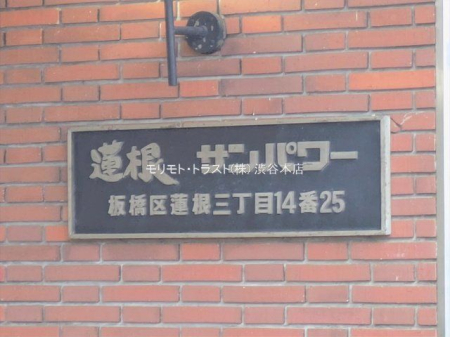 蓮根 サンパワー
モリモト・トラスト(株) 渋谷本店
板橋区蓮根三丁目14番25